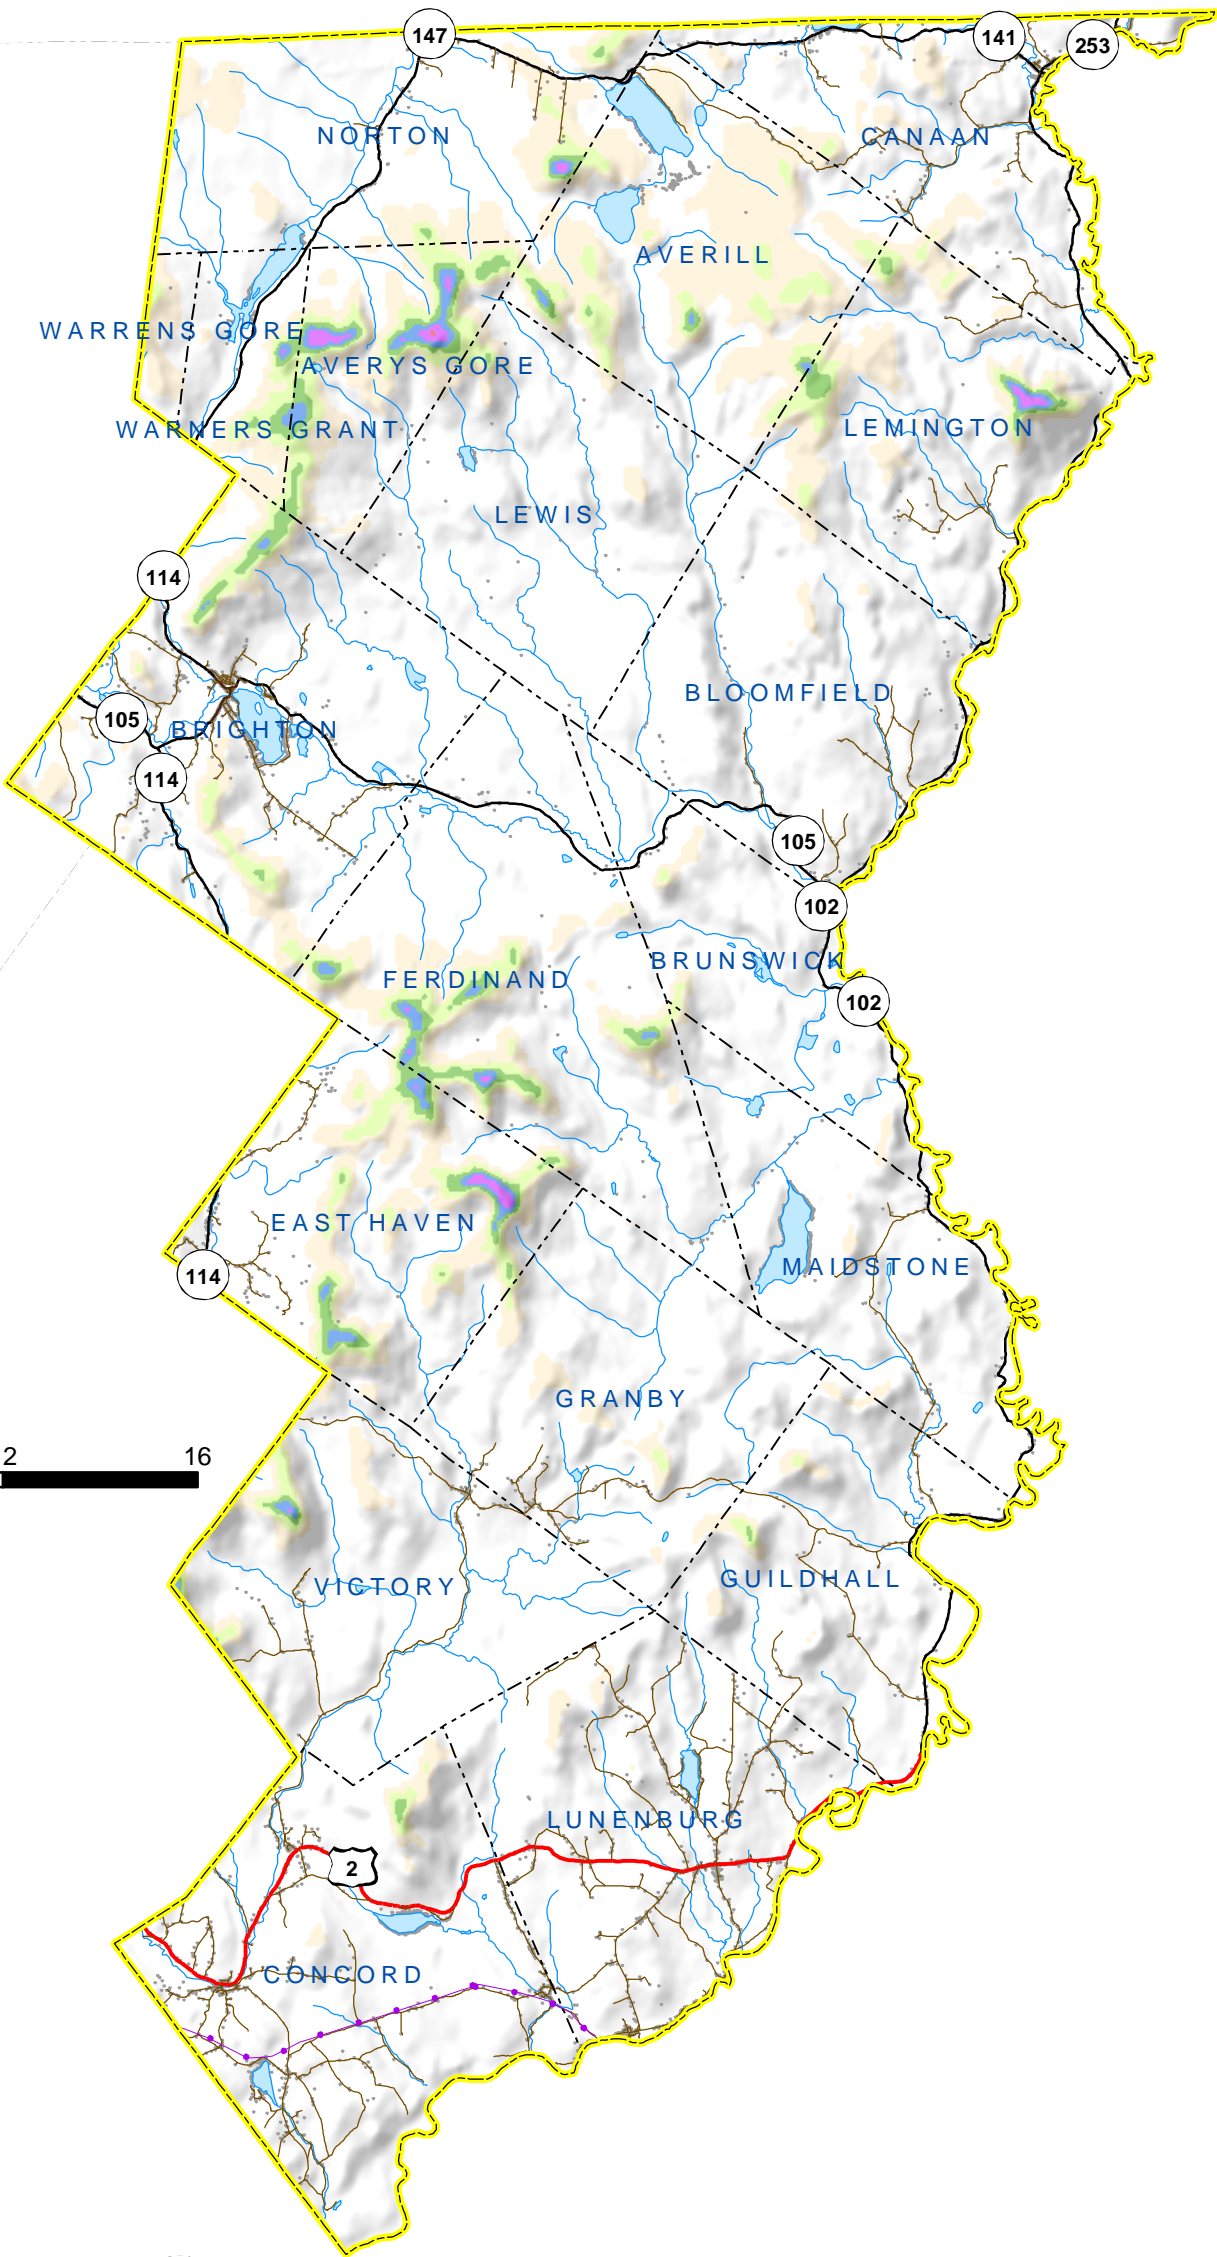 147
141
253
NORTON
CANAAN
AVERILL
WARRENS GORE
AVERYS GORE
WARNERS GRANT
LEMINGTON
LEWIS
114
BLOOMFIELD
105
BRIGHTON
114
105
102
BRUNSWICK
FERDINAND
102
EAST HAVEN
MAIDSTONE
114
GRANBY
2
16
GUILDHALL
VICTORY
LUNENBURG
2
CONCORD